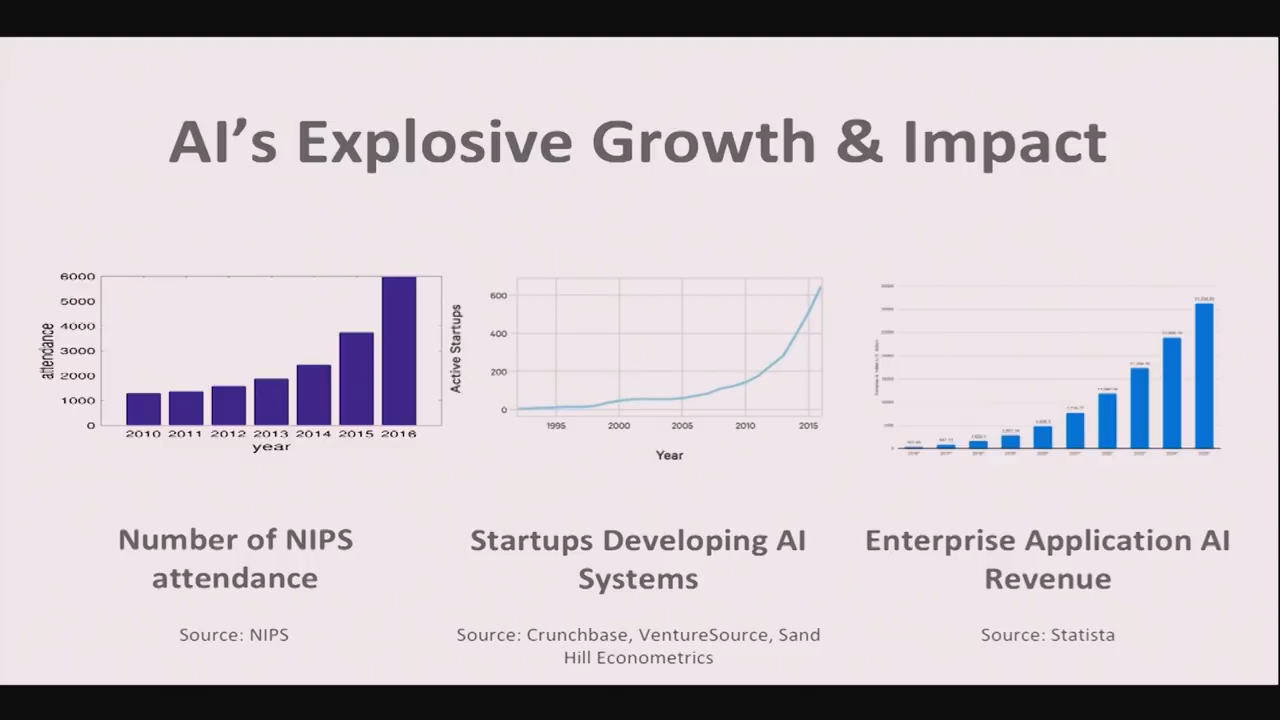 AI’s Explosive Growth & Impact
6000
5000
4000
3000
2000
1000
0
attendance
2010 2011 2012 2013 2014 2015 2016
year
Active Startups
600
400
200
0
1995 2000 2005 2010 2015
Year
Number of NIPS
attendance
Source: NIPS
Startups Developing AI
Systems
Source: Crunchbase, VentureSource, Sand
Hill Econometrics
Enterprise Application AI
Revenue
Source: Statista